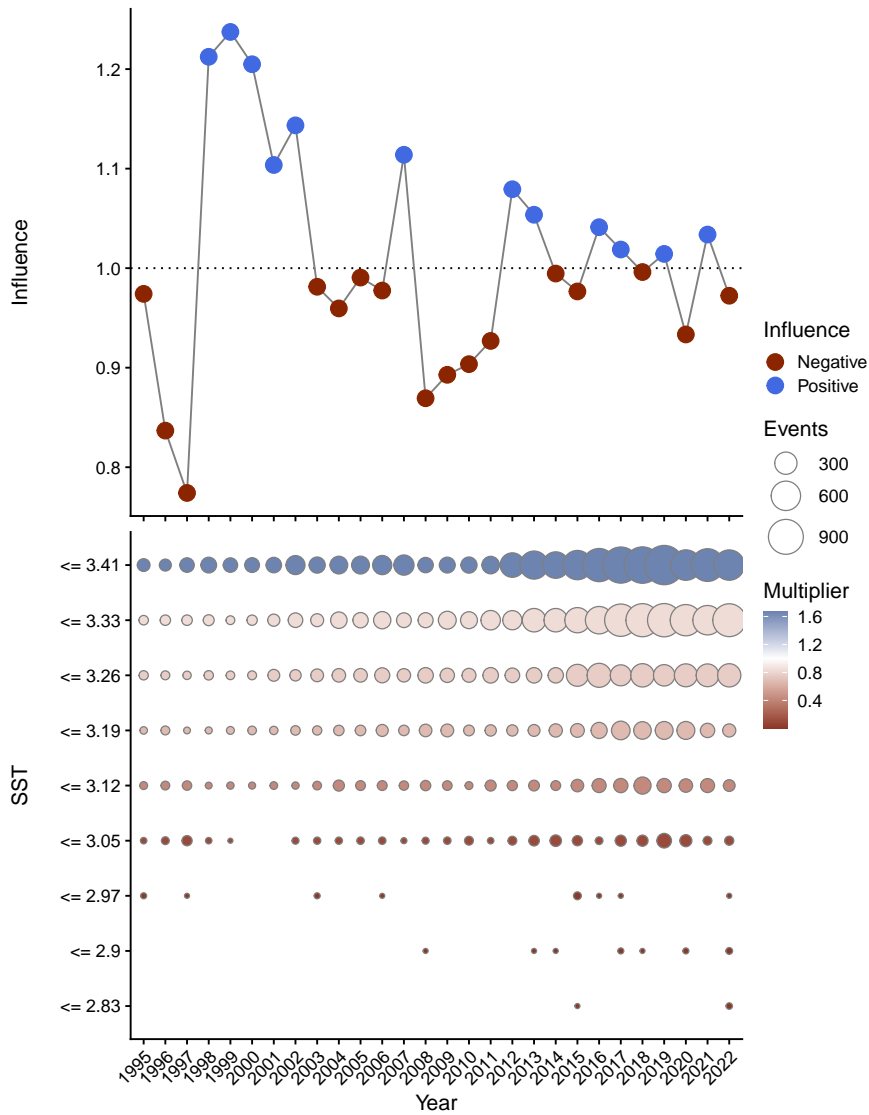 Influence
1.2
1.1
1.0
0.9
0.8
SST
<= 3.41
<= 3.33
<= 3.26
<= 3.19
<= 3.12
<= 3.05
<= 2.97
<= 2.9
<= 2.83
1995 1996 1997 1998 1999 2000 2001 2002 2003 2004 2005 2006 2007 2008 2009 2010 2011 2012 2013 2014 2015 2016 2017 2018 2019 2020 2021 2022
Year
Influence
Negative
Positive
Events
300
600
900
Multiplier
1.6
1.2
0.8
0.4